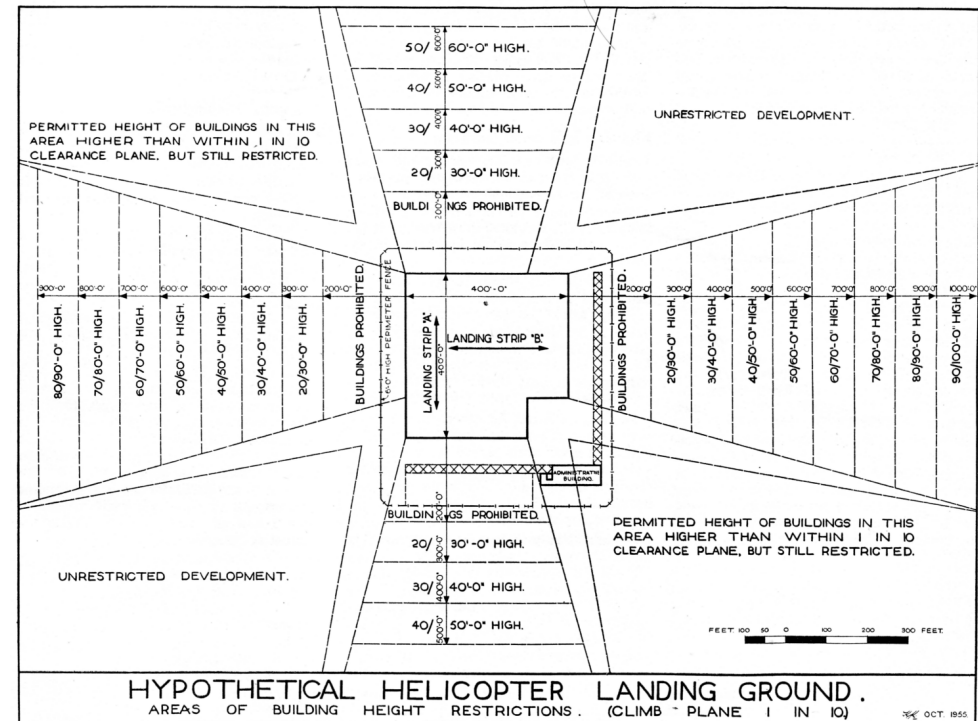 600'-0"
50/ 60'-0" HIGH.
500'-0"
40/ 50'-0" HIGH.
400'-0"
30/ 40'-0" HIGH.
300'-0"
20/ 30'-0" HIGH.
200'-0"
BUILDINGS PROHIBITED.
PERMITTED HEIGHT OF BUILDINGS IN THIS
AREA HIGHER THAN WITHIN 1 IN 10
CLEARANCE PLANE, BUT STILL RESTRICTED.
UNRESTRICTED DEVELOPMENT.
900'-0"
800'-0"
700'-0"
600'-0"
500'-0"
400'-0"
300'-0"
200'-0"
80/90'-0" HIGH.
70/80'-0" HIGH
60/70'-0" HIGH.
50/60'-0" HIGH.
40/50'-0" HIGH.
30/40'-0" HIGH.
20/30'-0" HIGH.
BUILDINGS PROHIBITED.
6'-0" HIGH PERIMETER FENCE
400'-0"
LANDING STRIP "A"
400'-0"
LANDING STRIP "B"
BUILDINGS PROHIBITED.
200'-0"
300'-0"
400'-0"
500'-0"
600'-0"
700'-0"
800'-0"
900'-0"
1000'-0"
20/30'-0" HIGH.
30/40'-0" HIGH.
40/50'-0" HIGH.
50/60'-0" HIGH.
60/70'-0" HIGH.
70/80'-0" HIGH.
80/90'-0" HIGH.
90/100'-0" HIGH.
ADMINISTRATIVE
BUILDING.
BUILDINGS PROHIBITED.
200'-0"
20/ 30'-0" HIGH.
300'-0"
30/ 40'-0" HIGH.
400'-0"
40/ 50'-0" HIGH.
500'-0"
UNRESTRICTED DEVELOPMENT.
PERMITTED HEIGHT OF BUILDINGS IN THIS
AREA HIGHER THAN WITHIN 1 IN 10
CLEARANCE PLANE, BUT STILL RESTRICTED.
FEET 100 50 0 100 200 300 FEET.
HYPOTHETICAL HELICOPTER LANDING GROUND.
AREAS OF BUILDING HEIGHT RESTRICTIONS. (CLIMB - PLANE 1 IN 10)
OCT. 1955